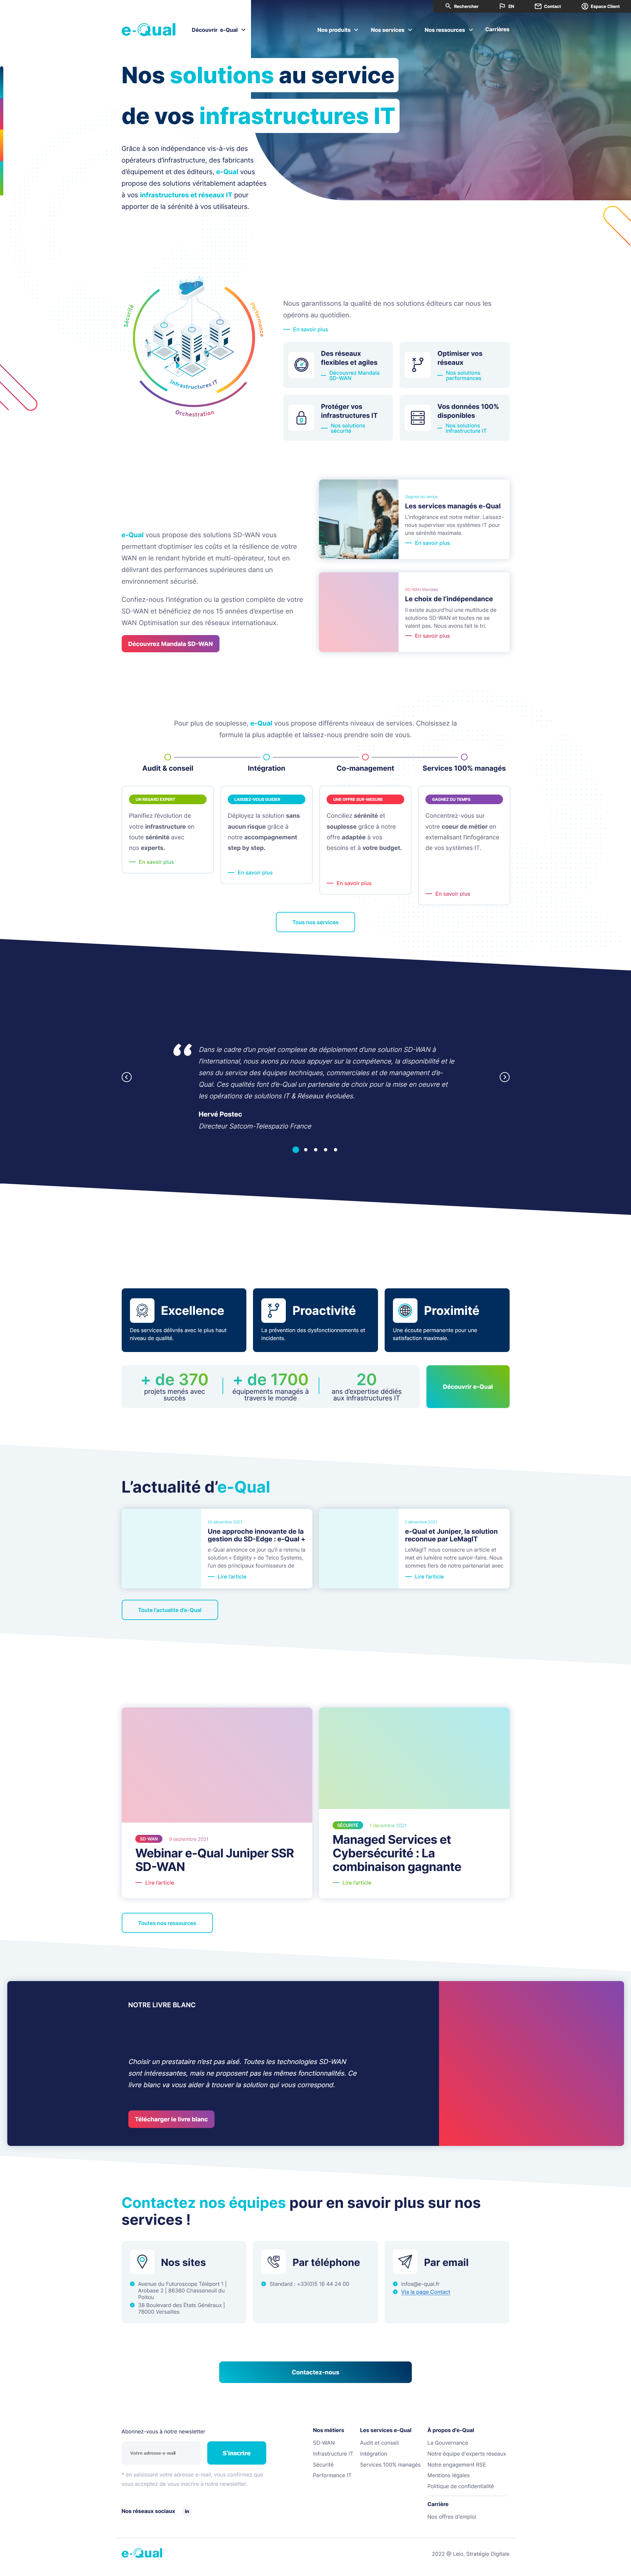 Rechercher
EN
Contact
Espace Client
e-Qual
Découvrir e-Qual
Nos produits
Nos services
Nos ressources
Carrières
Nos solutions au service
de vos infrastructures IT
Grâce à son indépendance vis-à-vis des
opérateurs d'infrastructure, des fabricants
d'équipement et des éditeurs, e-Qual vous
propose des solutions véritablement adaptées
à vos infrastructures et réseaux IT pour
apporter de la sérénité à vos utilisateurs.
Sécurité
Performance
Infrastructures IT
Orchestration
Nous garantissons la qualité de nos solutions éditeurs car nous les
opérons au quotidien.
En savoir plus
Des réseaux
flexibles et agiles
Découvrez Mandala
SD-WAN
Optimiser vos
réseaux
Nos solutions
performances
Protéger vos
infrastructures IT
Nos solutions
sécurité
Vos données 100%
disponibles
Nos solutions
Infrastructure IT
e-Qual vous propose des solutions SD-WAN vous
permettant d'optimiser les coûts et la résilience de votre
WAN en le rendant hybride et multi-opérateur, tout en
délivrant des performances supérieures dans un
environnement sécurisé.
Confiez-nous l'intégration ou la gestion complète de votre
SD-WAN et bénéficiez de nos 15 années d'expertise en
WAN Optimisation sur des réseaux internationaux.
Découvrez Mandala SD-WAN
Gagnez du temps
Les services managés e-Qual
L'infogérance est notre métier. Laissez-
nous superviser vos systèmes IT pour
une sérénité maximale.
En savoir plus
SD-WAN Mandala
Le choix de l'indépendance
Il existe aujourd'hui une multitude de
solutions SD-WAN et toutes ne se
valent pas. Nous avons fait le tri.
En savoir plus
Pour plus de souplesse, e-Qual vous propose différents niveaux de services. Choisissez la
formule la plus adaptée et laissez-nous prendre soin de vous.
Audit & conseil
Intégration
Co-management
Services 100% managés
UN REGARD EXPERT
Planifiez l'évolution de
votre infrastructure en
toute sérénité avec
nos experts.
En savoir plus
LAISSEZ-VOUS GUIDER
Déployez la solution sans
aucun risque grâce à
notre accompagnement
step by step.
En savoir plus
UNE OFFRE SUR-MESURE
Conciliez sérénité et
souplesse grâce à notre
offre adaptée à vos
besoins et à votre budget.
En savoir plus
GAGNEZ DU TEMPS
Concentrez-vous sur
votre coeur de métier en
externalisant l'infogérance
de vos systèmes IT.
En savoir plus
Tous nos services
Dans le cadre d'un projet complexe de déploiement d'une solution SD-WAN à
l'International, nous avons pu nous appuyer sur la compétence, la disponibilité et le
sens du service des équipes techniques, commerciales et de management d'e-
Qual. Ces qualités font d'e-Qual un partenaire de choix pour la mise en oeuvre et
les opérations de solutions IT & Réseaux évoluées.
Hervé Postec
Directeur Satcom-Telespazio France
Excellence
Des services délivrés avec le plus haut
niveau de qualité.
Proactivité
La prévention des dysfonctionnements et
incidents.
Proximité
Une écoute permanente pour une
satisfaction maximale.
+ de 370
projets menés avec
succès
+ de 1700
équipements managés à
travers le monde
20
ans d'expertise dédiés
aux infrastructures IT
Découvrir e-Qual
L'actualité d'e-Qual
10 décembre 2021
Une approche innovante de la
gestion du SD-Edge : e-Qual +
e-Qual annonce ce jour qu'il a retenu la
solution « Edgility » de Telco Systems,
l'un des principaux fournisseurs de
Lire l'article
1 décembre 2021
e-Qual et Juniper, la solution
reconnue par LeMagIT
LeMagIT nous consacre un article et
met en lumière notre savoir-faire. Nous
sommes fiers de notre partenariat avec
Lire l'article
Toute l'actualité d'e-Qual
SD-WAN
9 septembre 2021
Webinar e-Qual Juniper SSR
SD-WAN
Lire l'article
SÉCURITÉ
1 décembre 2021
Managed Services et
Cybersécurité : La
combinaison gagnante
Lire l'article
Toutes nos ressources
NOTRE LIVRE BLANC
Choisir un prestataire n'est pas aisé. Toutes les technologies SD-WAN
sont intéressantes, mais ne proposent pas les mêmes fonctionnalités. Ce
livre blanc va vous aider à trouver la solution qui vous correspond.
Télécharger le livre blanc
Contactez nos équipes pour en savoir plus sur nos
services !
Nos sites
Avenue du Futuroscope Téléport 1 |
Arobase 2 | 86360 Chasseneuil du
Poitou
38 Boulevard des États Généraux |
78000 Versailles
Par téléphone
Standard : +33(0)5 16 44 24 00
Par email
infos@e-qual.fr
Via la page Contact
Contactez-nous
Abonnez-vous à notre newsletter
Votre adresse e-mail
S'inscrire
* en saisissant votre adresse e-mail, vous confirmez que
vous acceptez de vous inscrire à notre newsletter.
Nos réseaux sociaux
in
Nos métiers
SD-WAN
Infrastructure IT
Sécurité
Performance IT
Les services e-Qual
Audit et conseil
Intégration
Services 100% managés
À propos d'e-Qual
La Gouvernance
Notre équipe d'experts réseaux
Notre engagement RSE
Mentions légales
Politique de confidentialité
Carrière
Nos offres d'emploi
e-Qual
2022 @ Leio, Stratégie Digitale